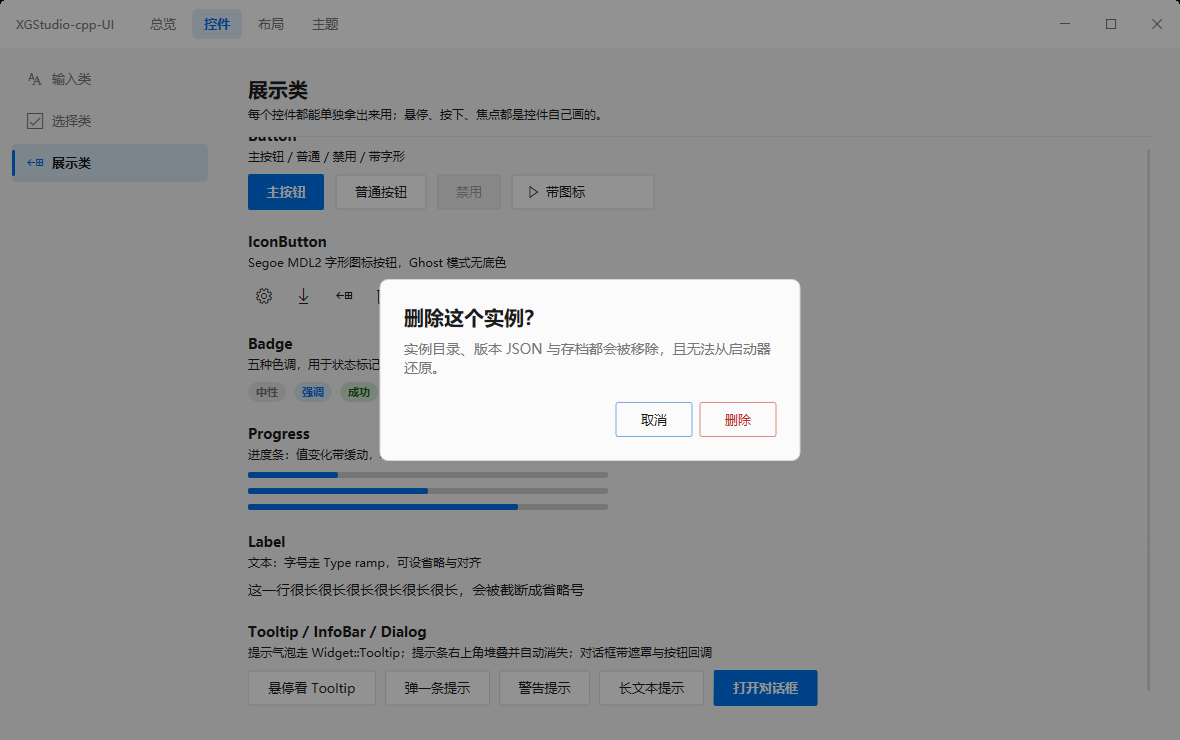 XGStudio-cpp-UI 总览 控件 布局 主题
输入类
选择类
展示类
展示类
每个控件都能单独拿出来用；悬停、按下、焦点都是控件自己画的。
Button
主按钮 / 普通 / 禁用 / 带字形
主按钮 普通按钮 禁用 带图标
IconButton
Segoe MDL2 字形图标按钮，Ghost 模式无底色
删除这个实例？
实例目录、版本 JSON 与存档都会被移除，且无法从启动器
还原。
取消 删除
Badge
五种色调，用于状态标记
中性 强调 成功
Progress
进度条：值变化带缓动，
Label
文本：字号走 Type ramp，可设省略与对齐
这一行很长很长很长很长很长很长，会被截断成省略号
Tooltip / InfoBar / Dialog
提示气泡走 Widget::Tooltip；提示条右上角堆叠并自动消失；对话框带遮罩与按钮回调
悬停看 Tooltip 弹一条提示 警告提示 长文本提示 打开对话框